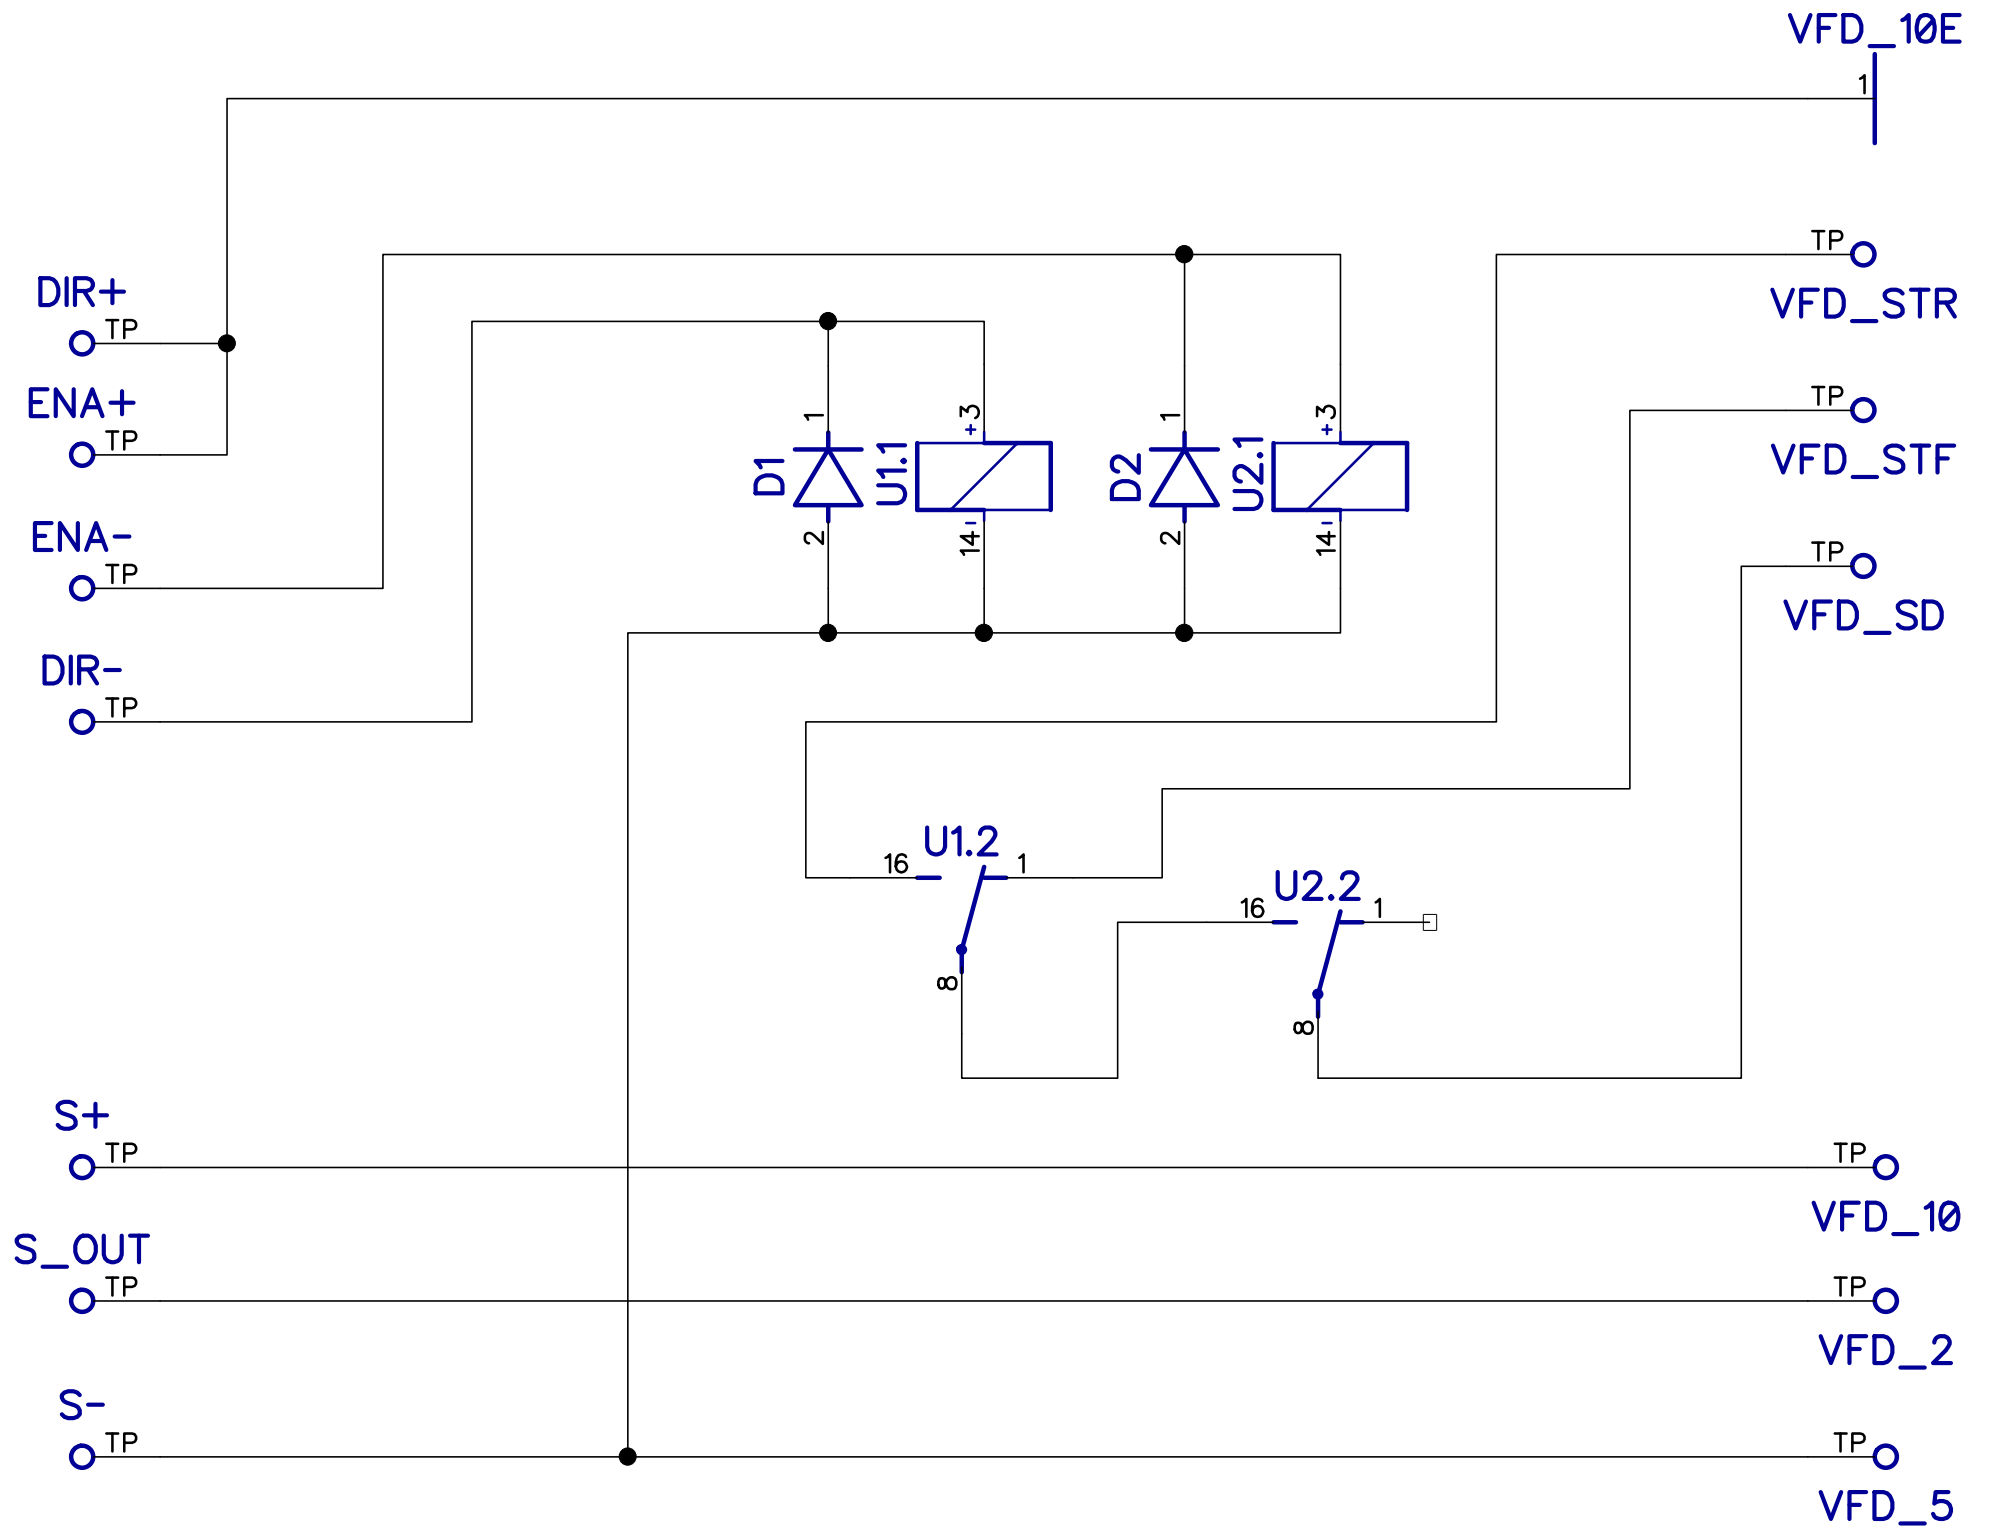 VFD_10E
1
TP
VFD_STR
DIR+
TP
ENA+
TP
TP
VFD_STF
1
+3
D1
U1.1
2
-
14
1
+3
D2
U2.1
2
-
14
ENA-
TP
TP
VFD_SD
DIR-
TP
U1.2
16
1
8
U2.2
16
1
8
S+
TP
TP
VFD_10
S_OUT
TP
TP
VFD_2
S-
TP
TP
VFD_5